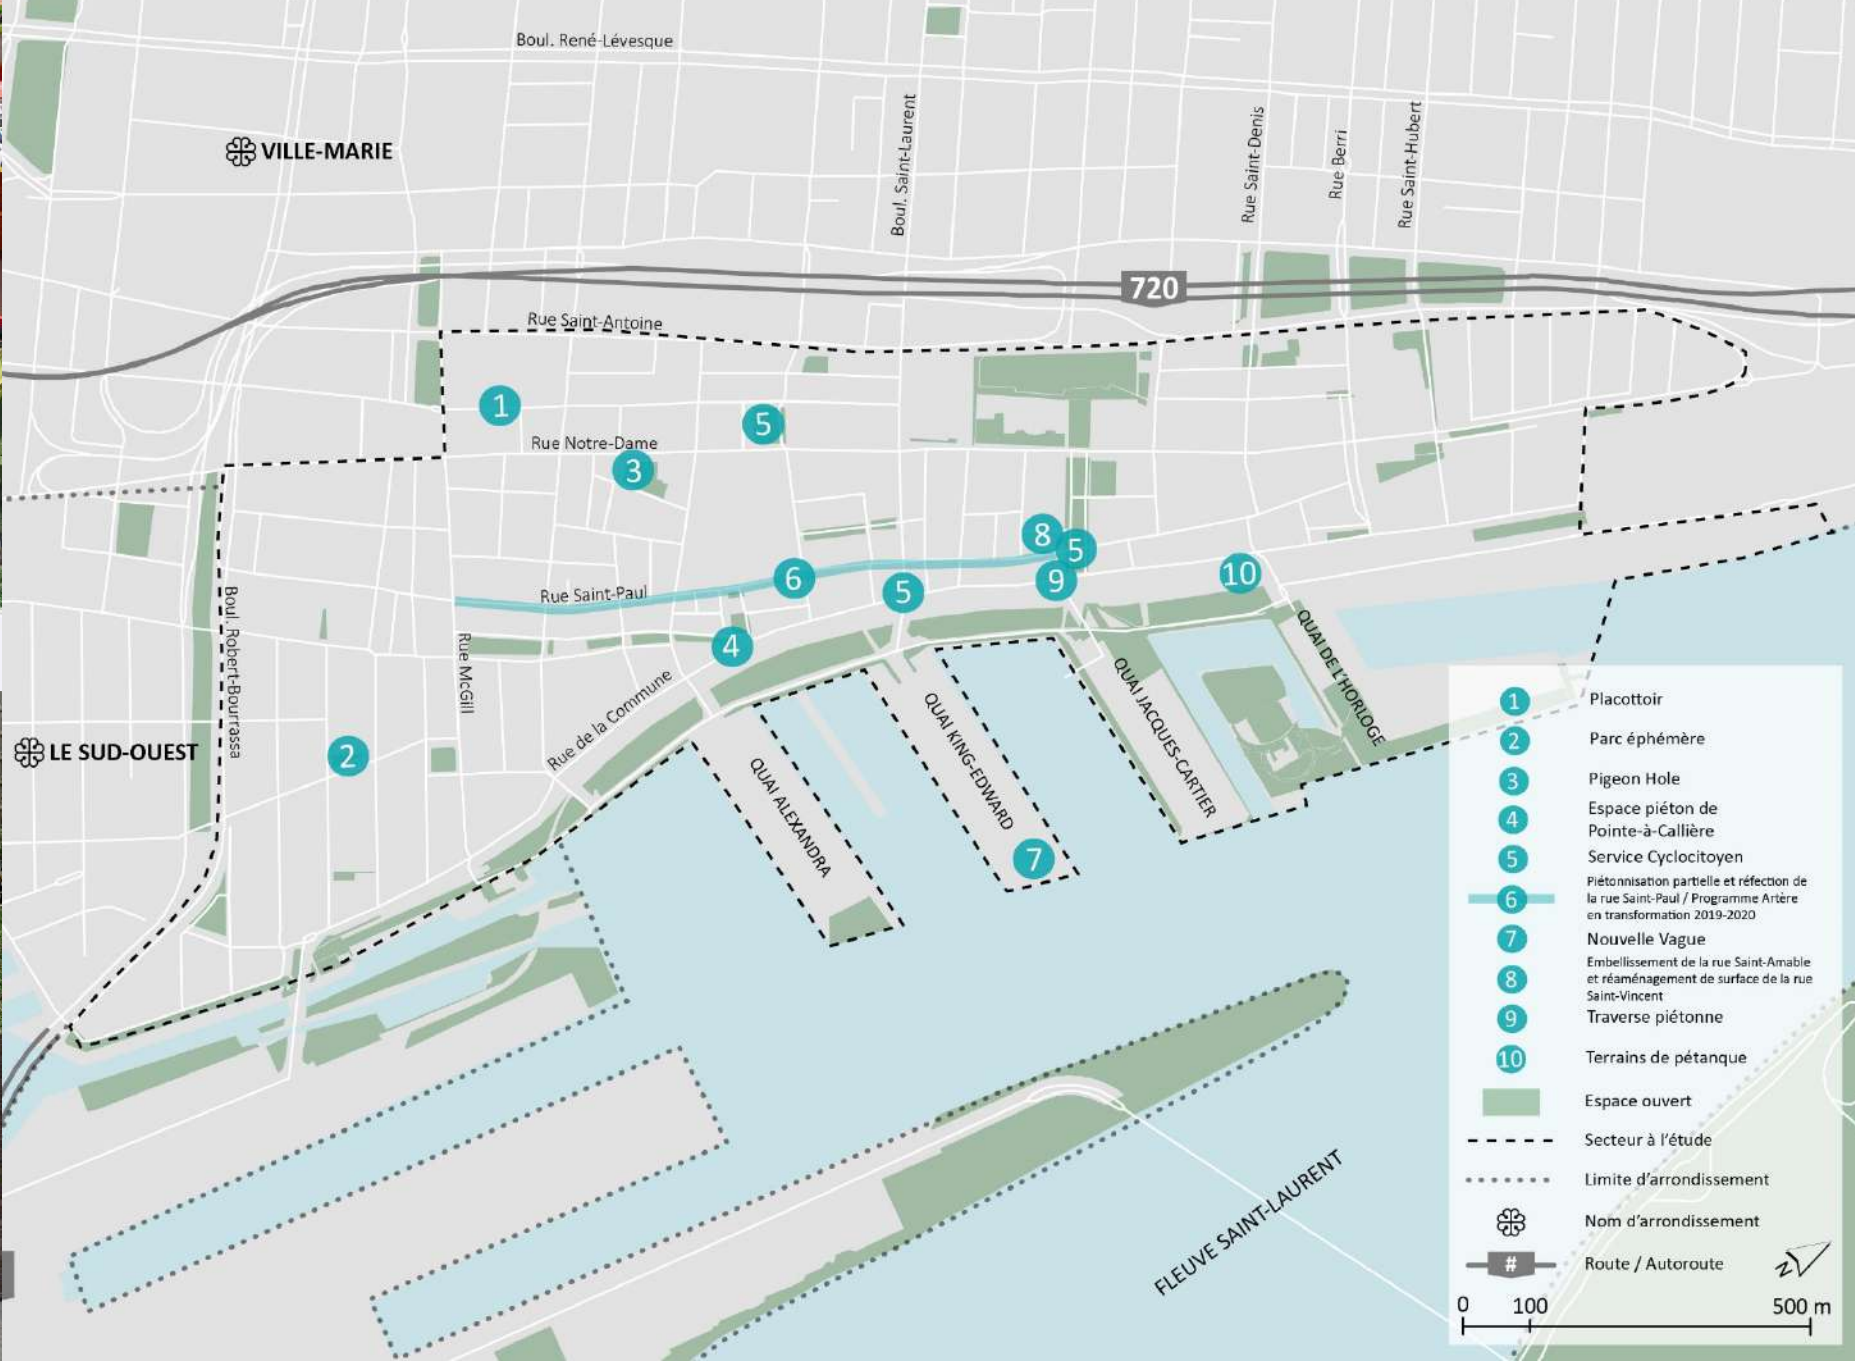 Boul. René-Lévesque
Boul. Saint-Laurent
Rue Saint-Denis
Rue Berri
Rue Saint-Hubert
VILLE-MARIE
720
Rue Saint-Antoine
1
5
Rue Notre-Dame
3
8
5
6
9
10
5
Rue Saint-Paul
Boul. Robert-Bourrassa
Rue McGill
4
Rue de la Commune
QUAI DE L'HORLOGE
QUAI JACQUES-CARTIER
QUAI KING-EDWARD
QUAI ALEXANDRA
LE SUD-OUEST
2
7
FLEUVE SAINT-LAURENT
1 Placottoir
2 Parc éphémère
3 Pigeon Hole
4 Espace piéton de
Pointe-à-Callière
5 Service Cyclocitoyen
6 Piétonnisation partielle et réfection de
la rue Saint-Paul / Programme Artère
en transformation 2019-2020
7 Nouvelle Vague
8 Embellissement de la rue Saint-Amable
et réaménagement de surface de la rue
Saint-Vincent
9 Traverse piétonne
10 Terrains de pétanque
Espace ouvert
Secteur à l'étude
Limite d'arrondissement
Nom d'arrondissement
# Route / Autoroute
N
0 100 500 m